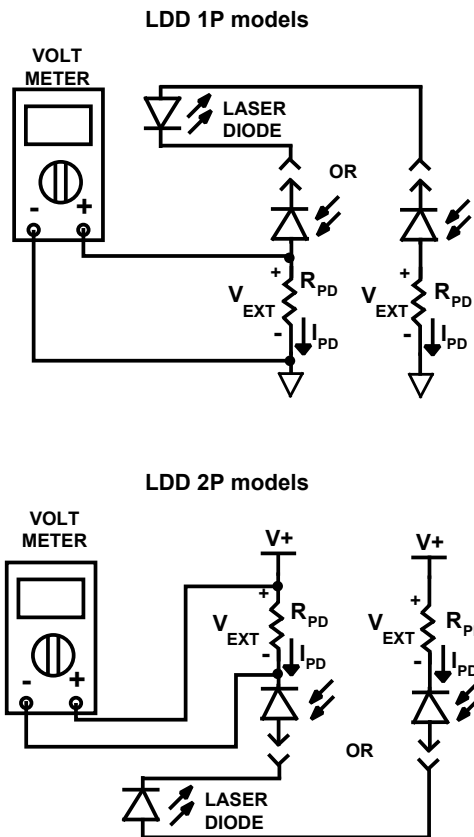 LDD 1P models
VOLT
METER
LASER
DIODE
OR
- +
+
V EXT
R PD
-
I PD
+
V EXT
R PD
-
I PD
LDD 2P models
VOLT
METER
V+
V+
- +
+
V EXT
R PD
-
I PD
+
V EXT
R P
-
I PD
OR
LASER
DIODE